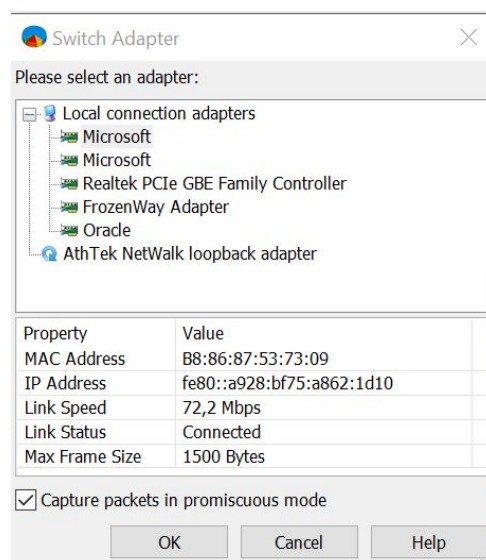 Switch Adapter
Please select an adapter:
Local connection adapters
Microsoft
Microsoft
Realtek PCIe GBE Family Controller
FrozenWay Adapter
Oracle
AthTek NetWalk loopback adapter
Property Value
MAC Address B8:86:87:53:73:09
IP Address fe80::a928:bf75:a862:1d10
Link Speed 72,2 Mbps
Link Status Connected
Max Frame Size 1500 Bytes
Capture packets in promiscuous mode
OK Cancel Help